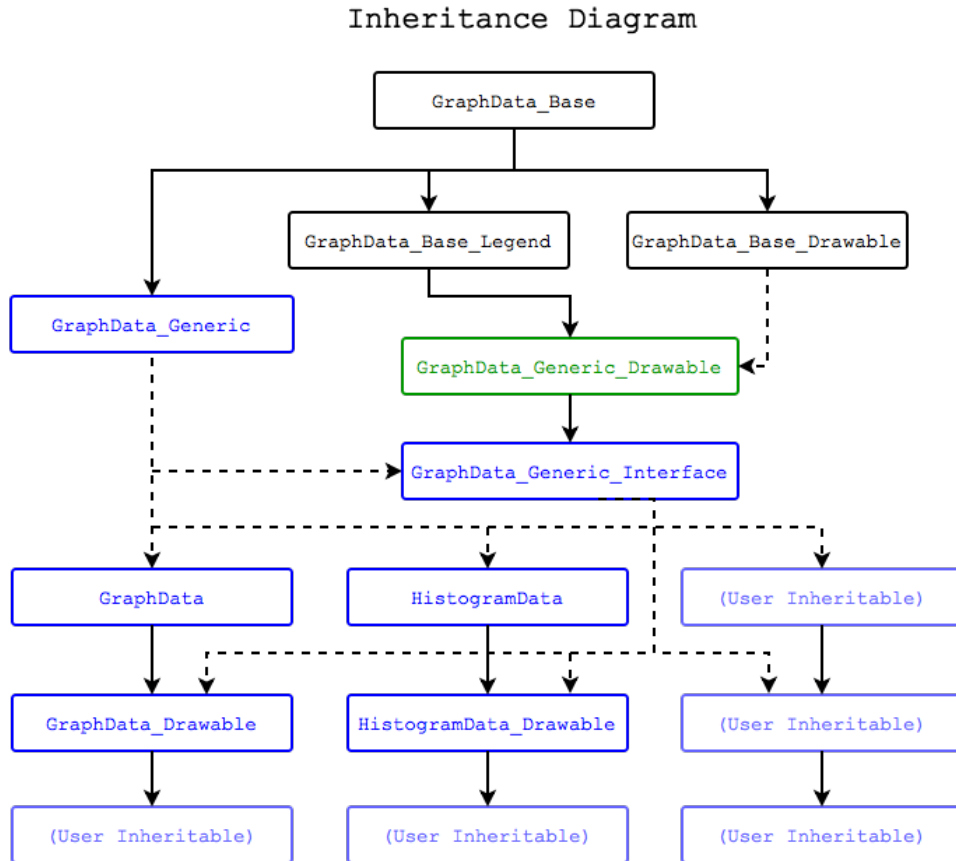 Inheritance Diagram
GraphData_Base
GraphData_Base_Legend
GraphData_Base_Drawable
GraphData_Generic
GraphData_Generic_Drawable
GraphData_Generic_Interface
GraphData
HistogramData
(User Inheritable)
GraphData_Drawable
HistogramData_Drawable
(User Inheritable)
(User Inheritable)
(User Inheritable)
(User Inheritable)